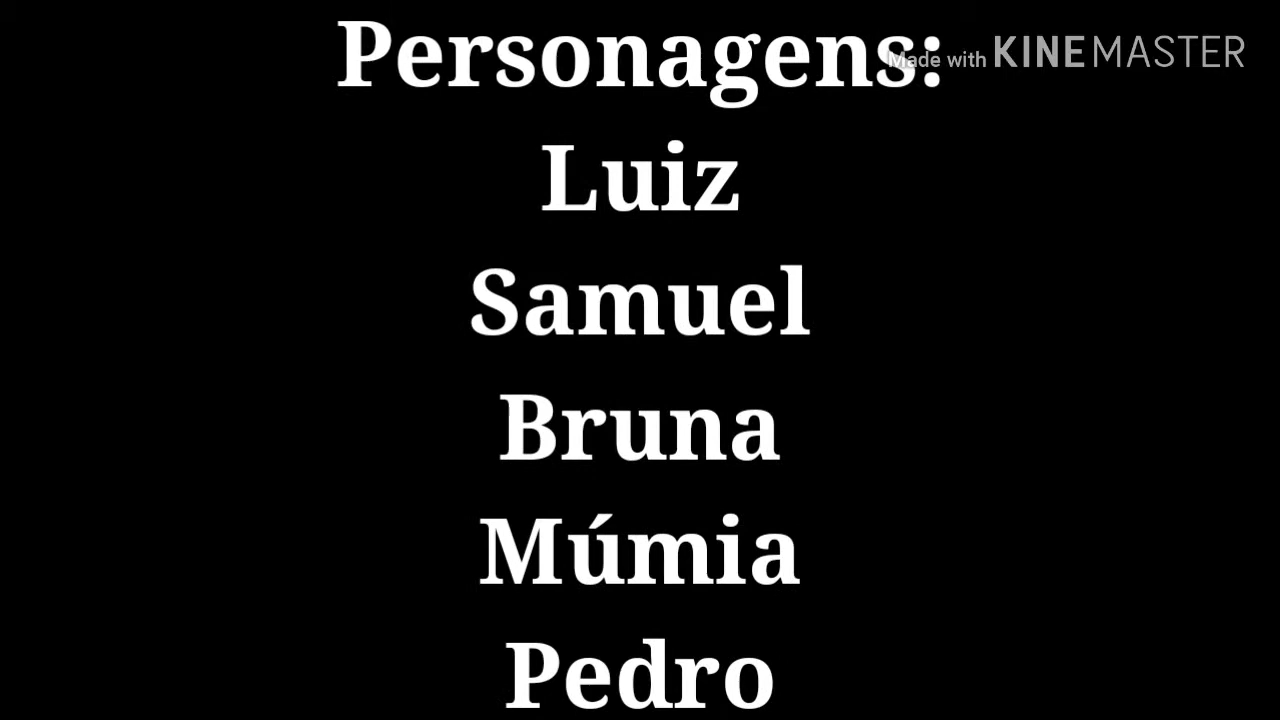 Personagens:
Made with KINEMASTER
Luiz
Samuel
Bruna
Múmia
Pedro